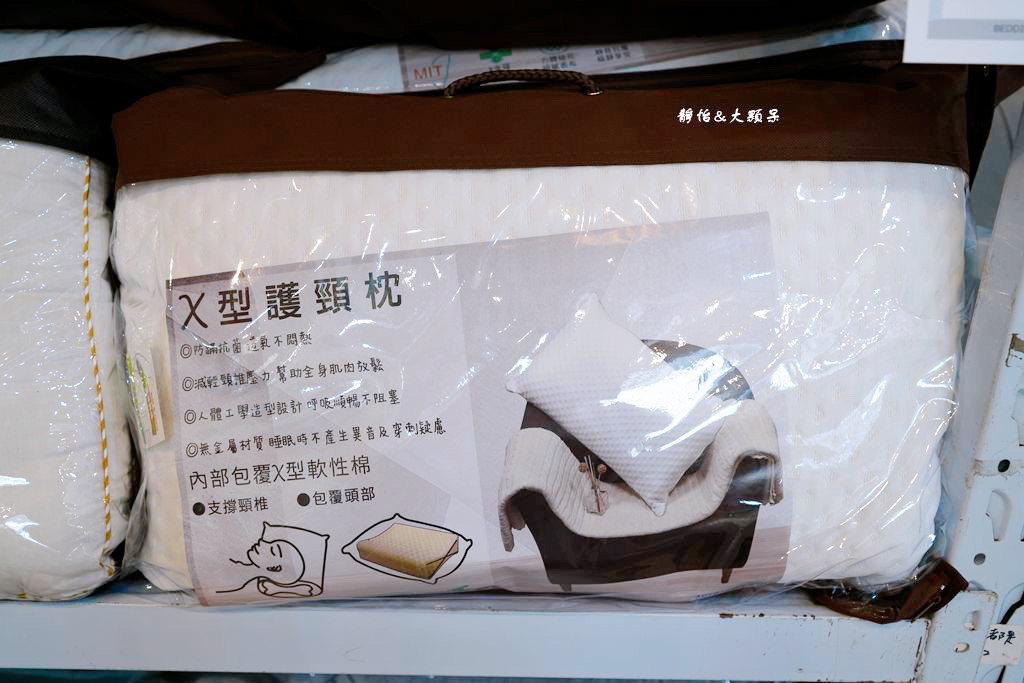 BEDDI
MIT
靜怡&大顆呆
X型護頸枕
◎防蟎抗菌 透氣不悶熱
◎減輕頸椎壓力 幫助全身肌肉放鬆
◎人體工學造型設計 呼吸順暢不阻塞
◎無金屬材質 睡眠時不產生異音及穿刺疑慮
內部包覆X型軟性棉
●支撐頸椎 ●包覆頭部